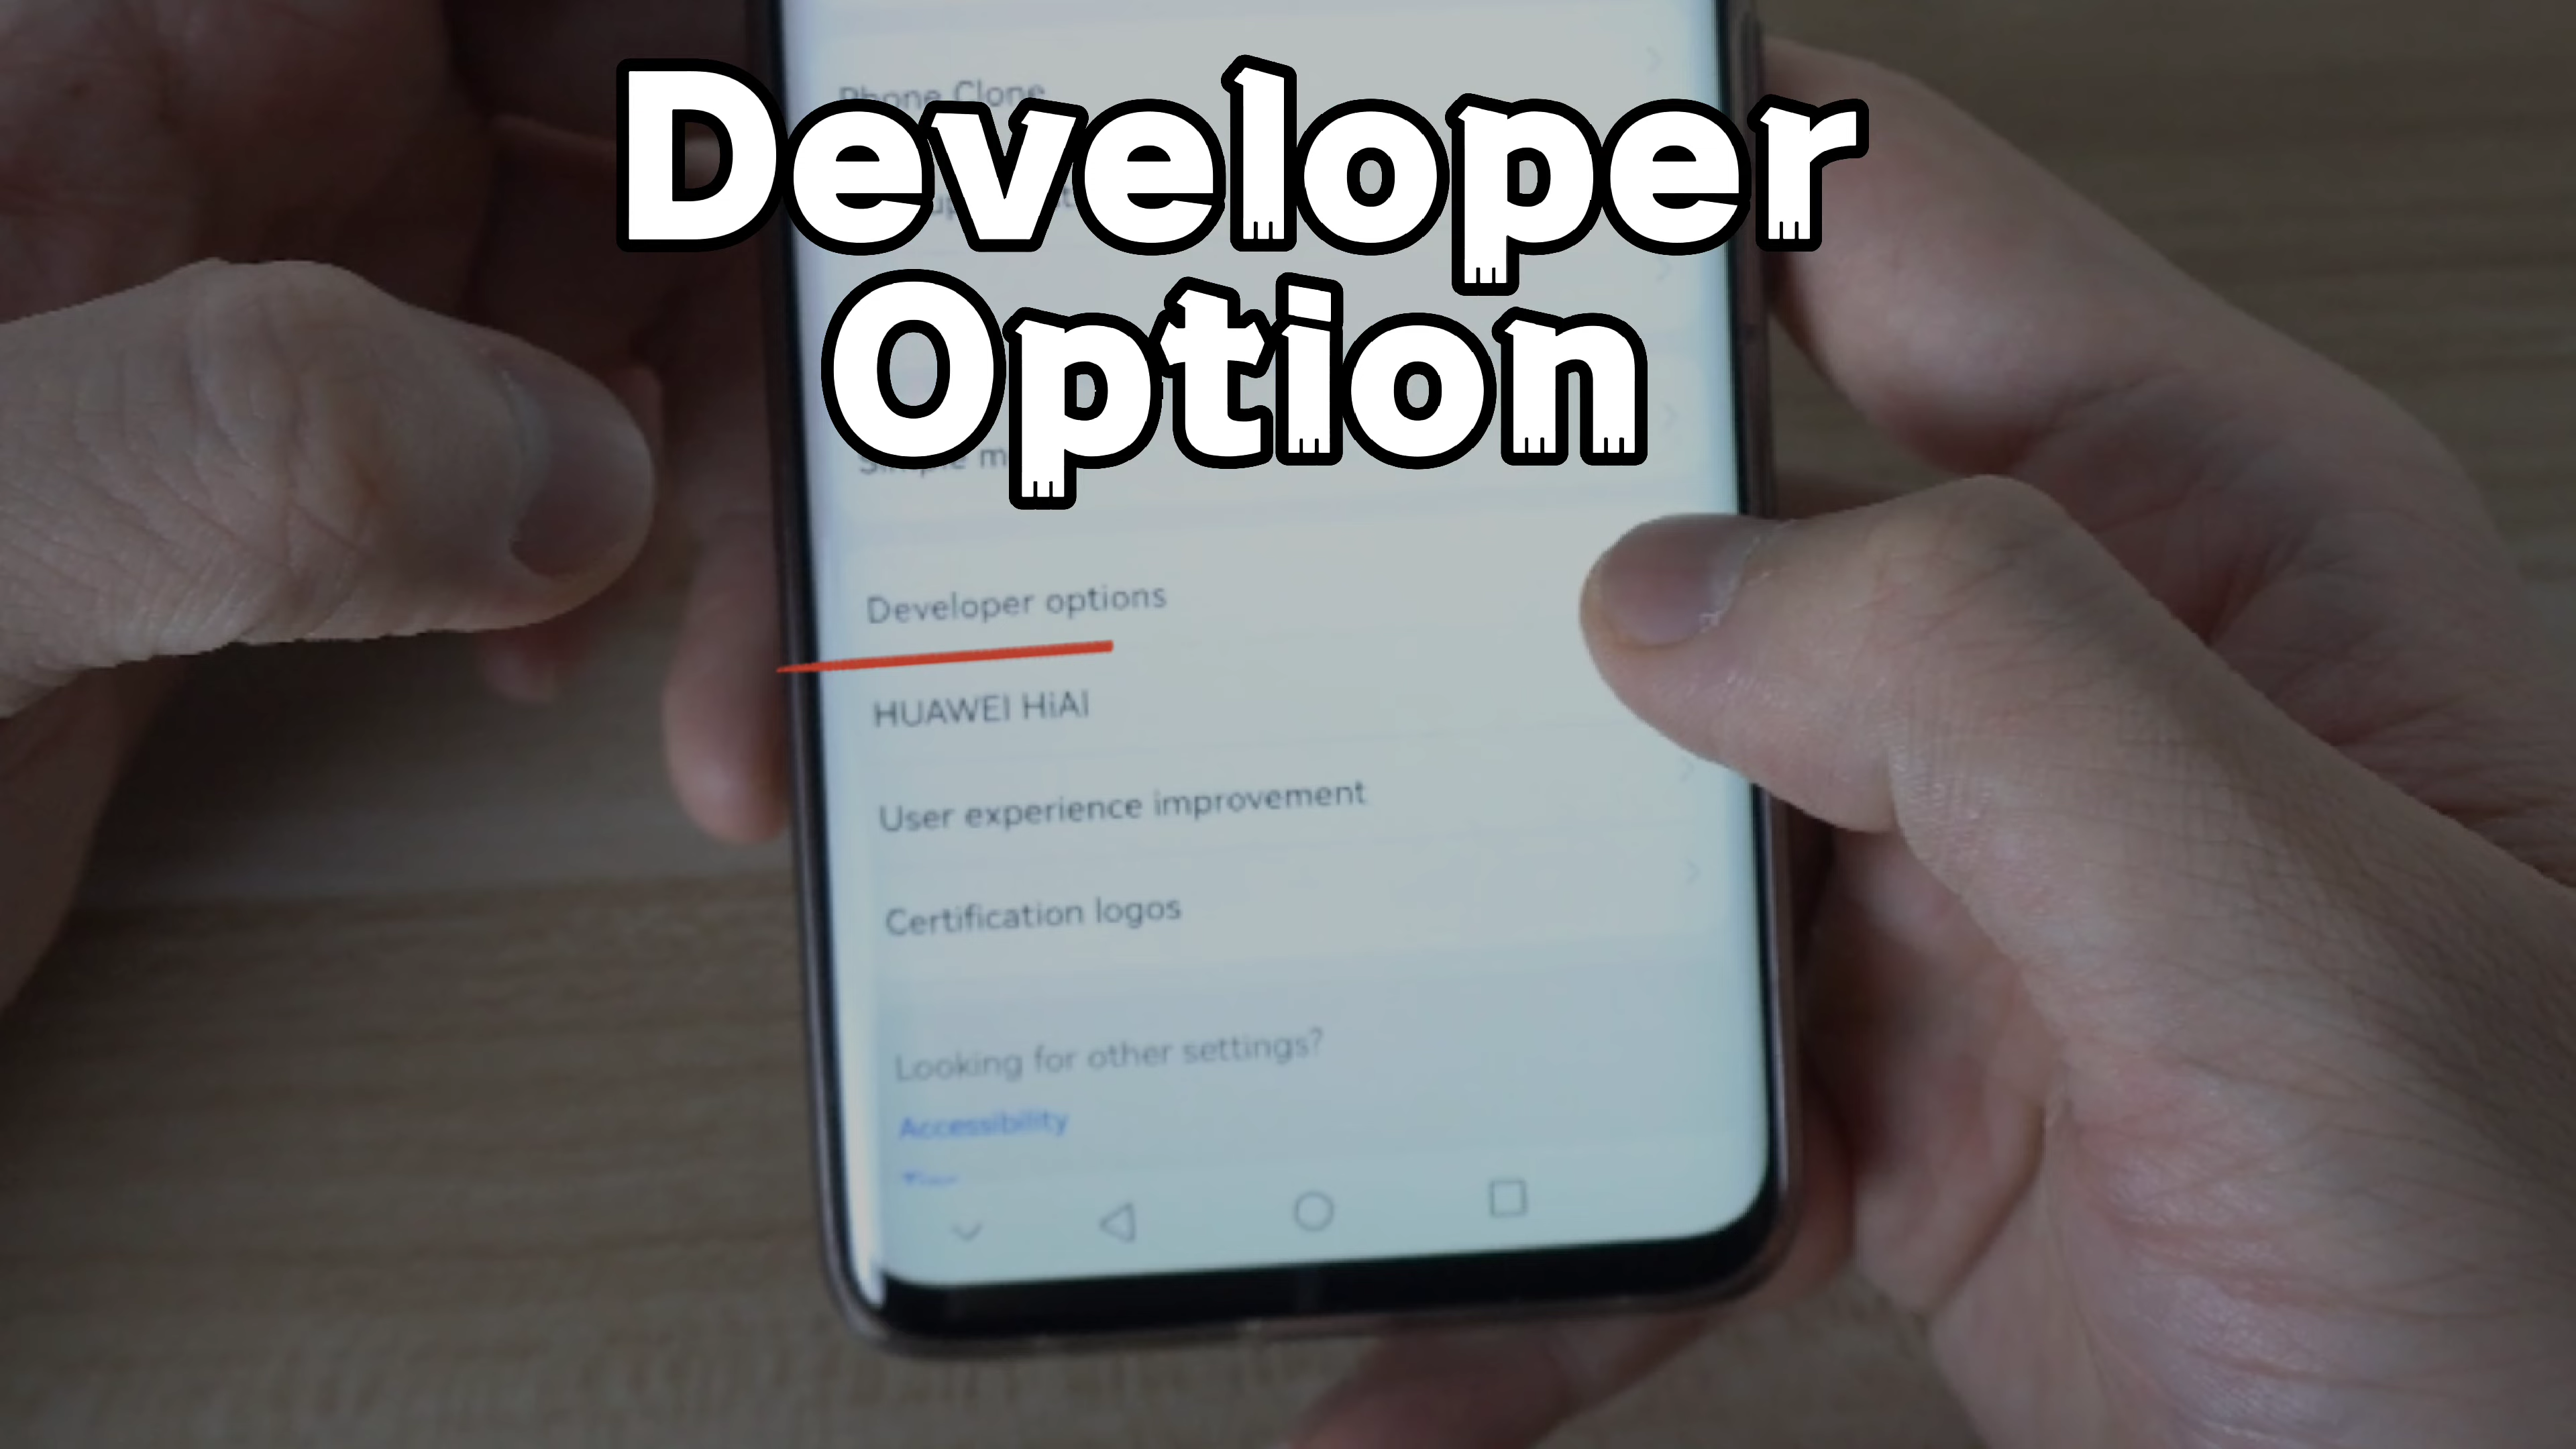 Developer
Option
Phone Clone
Developer options
HUAWEI HiAI
User experience improvement
Certification logos
Looking for other settings?
Accessibility